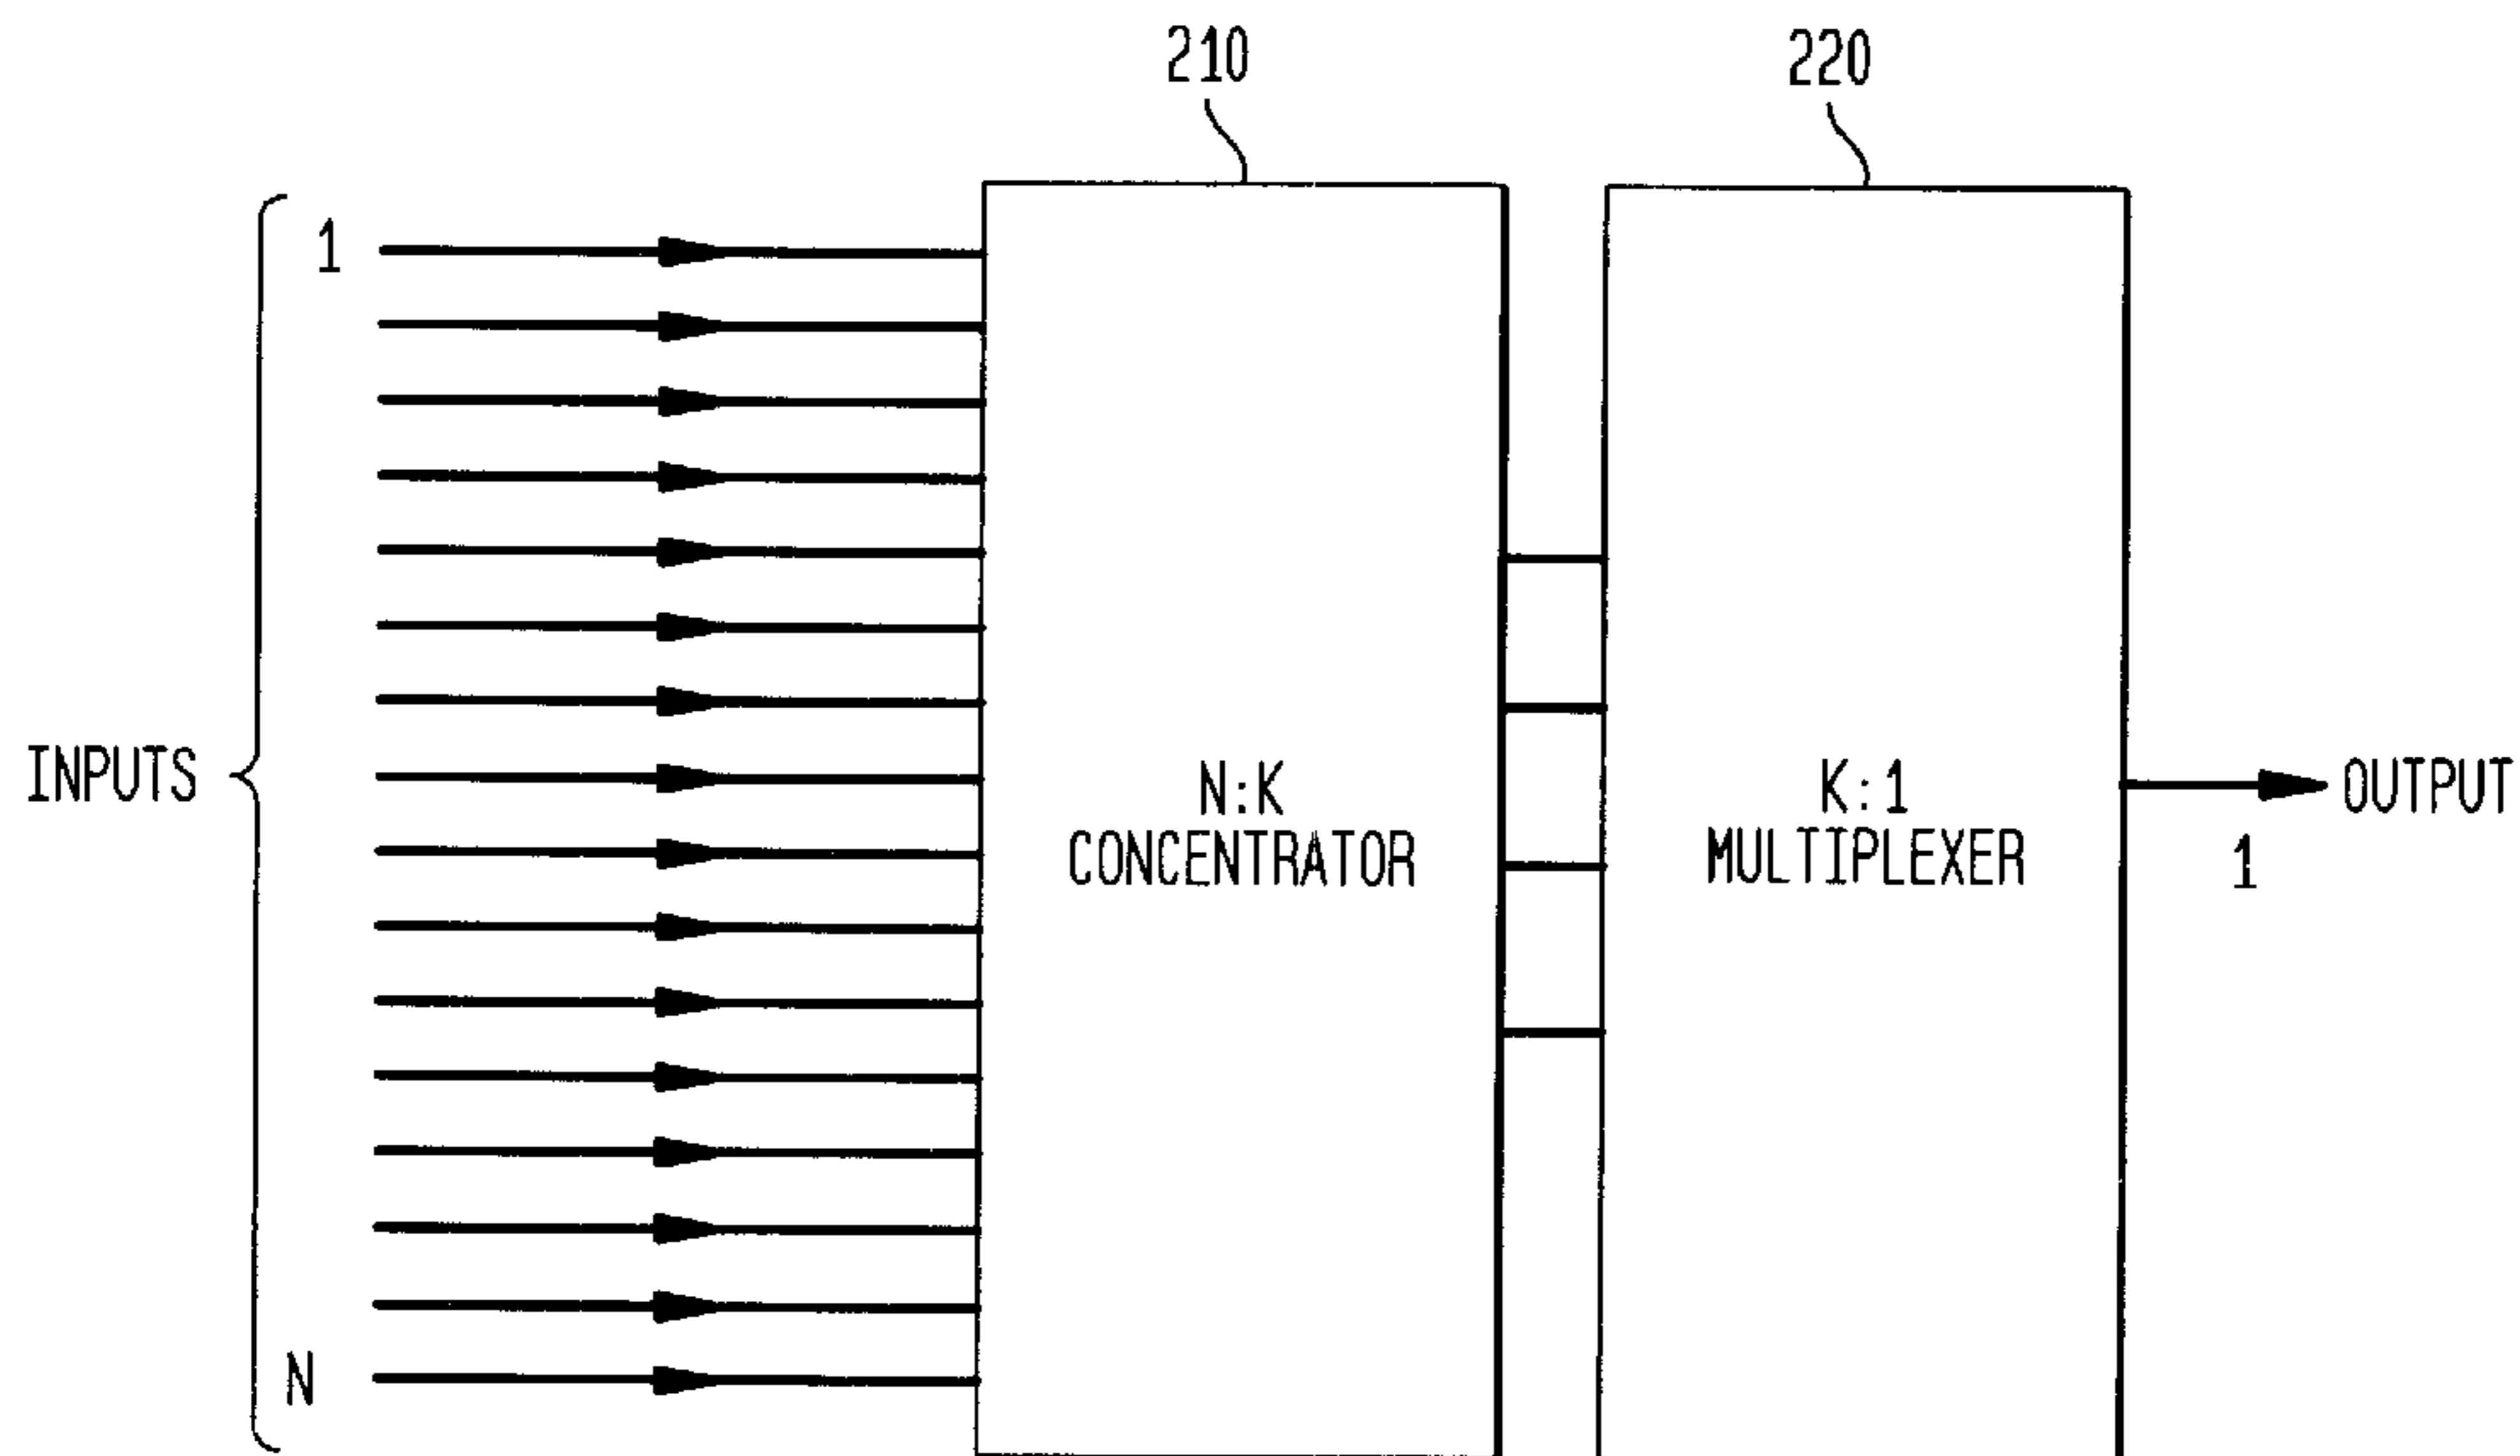 210
220
1
INPUTS
N:K
CONCENTRATOR
K:1
MULTIPLEXER
OUTPUT
1
N